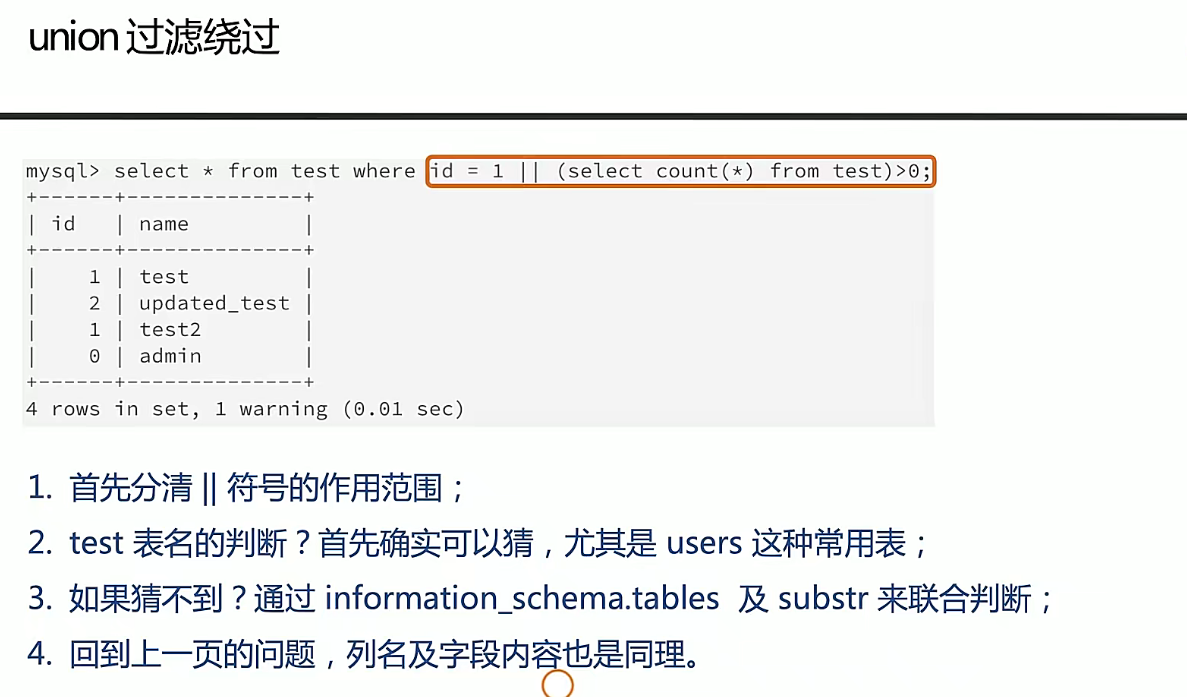 union 过滤绕过
mysql> select * from test where id = 1 || (select count(*) from test)>0;
+------+--------------+
| id   | name         |
+------+--------------+
|    1 | test         |
|    2 | updated_test |
|    1 | test2        |
|    0 | admin        |
+------+--------------+
4 rows in set, 1 warning (0.01 sec)
1. 首先分清 || 符号的作用范围；
2. test 表名的判断？首先确实可以猜，尤其是 users 这种常用表；
3. 如果猜不到？通过 information_schema.tables 及 substr 来联合判断；
4. 回到上一页的问题，列名及字段内容也是同理。